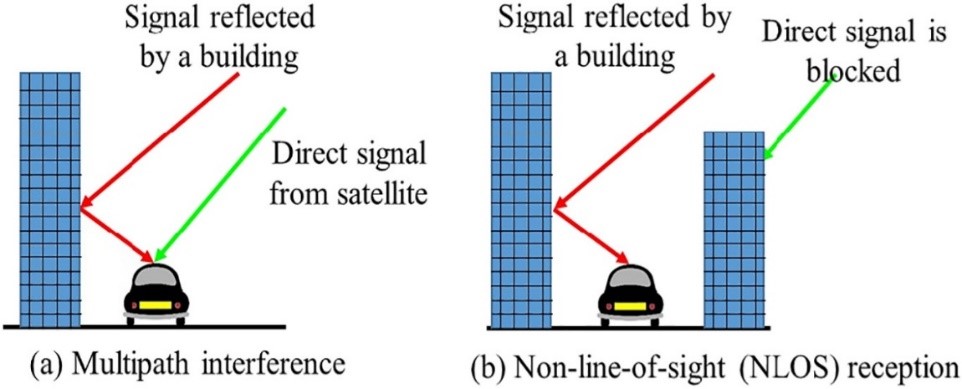 Signal reflected
by a building
Direct signal
from satellite
(a) Multipath interference
Signal reflected by
a building
Direct signal is
blocked
(b) Non-line-of-sight (NLOS) reception